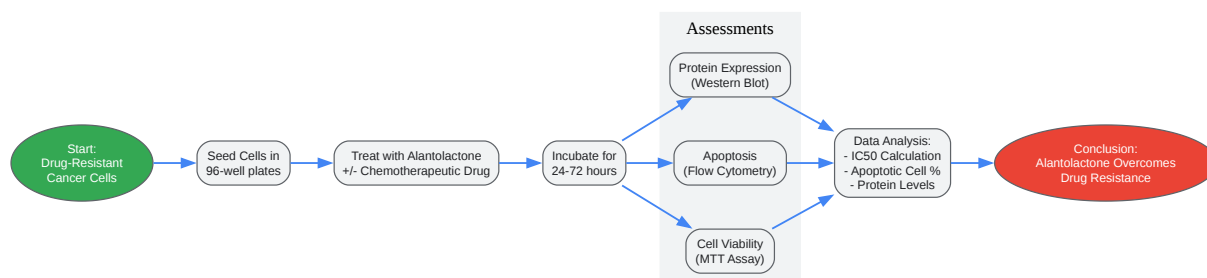 Start:
Drug-Resistant
Cancer Cells
Seed Cells in
96-well plates
Treat with Alantolactone
+/- Chemotherapeutic Drug
Incubate for
24-72 hours
Assessments
Protein Expression
(Western Blot)
Apoptosis
(Flow Cytometry)
Cell Viability
(MTT Assay)
Data Analysis:
- IC50 Calculation
- Apoptotic Cell %
- Protein Levels
Conclusion:
Alantolactone Overcomes
Drug Resistance